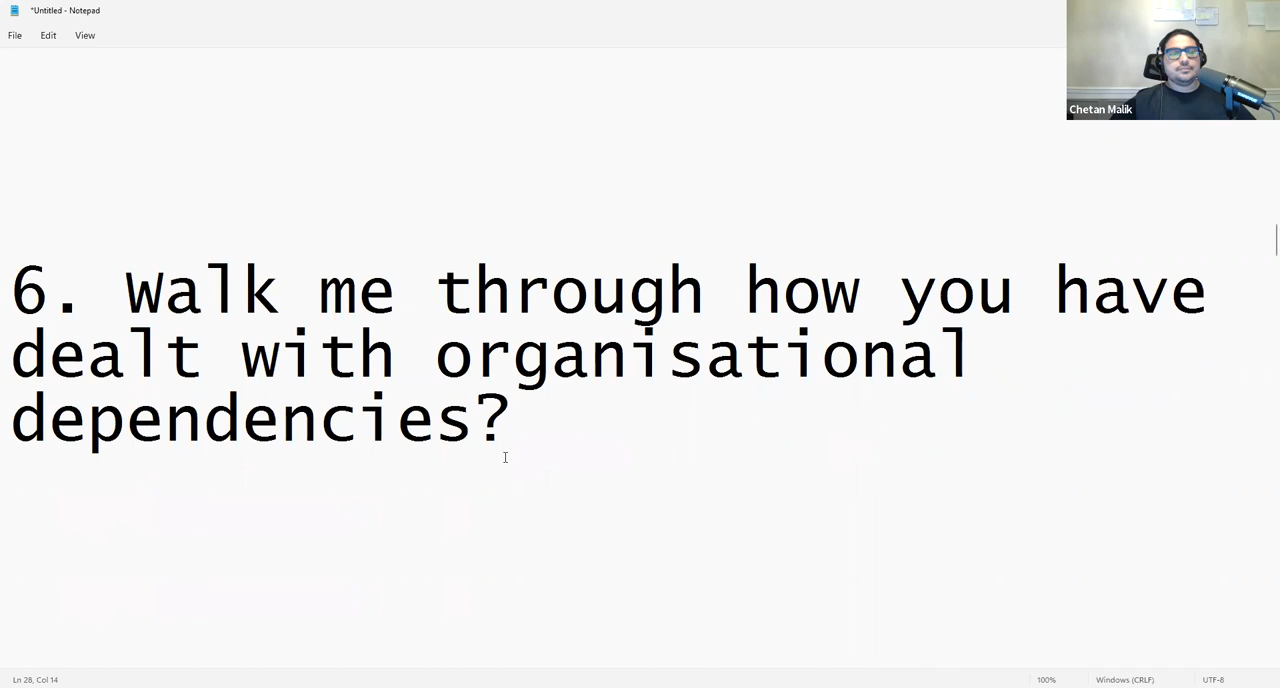 *Untitled - Notepad
File Edit View
Chetan Malik
6. Walk me through how you have
dealt with organisational
dependencies?
Ln 28, Col 14
100%
Windows (CRLF)
UTF-8